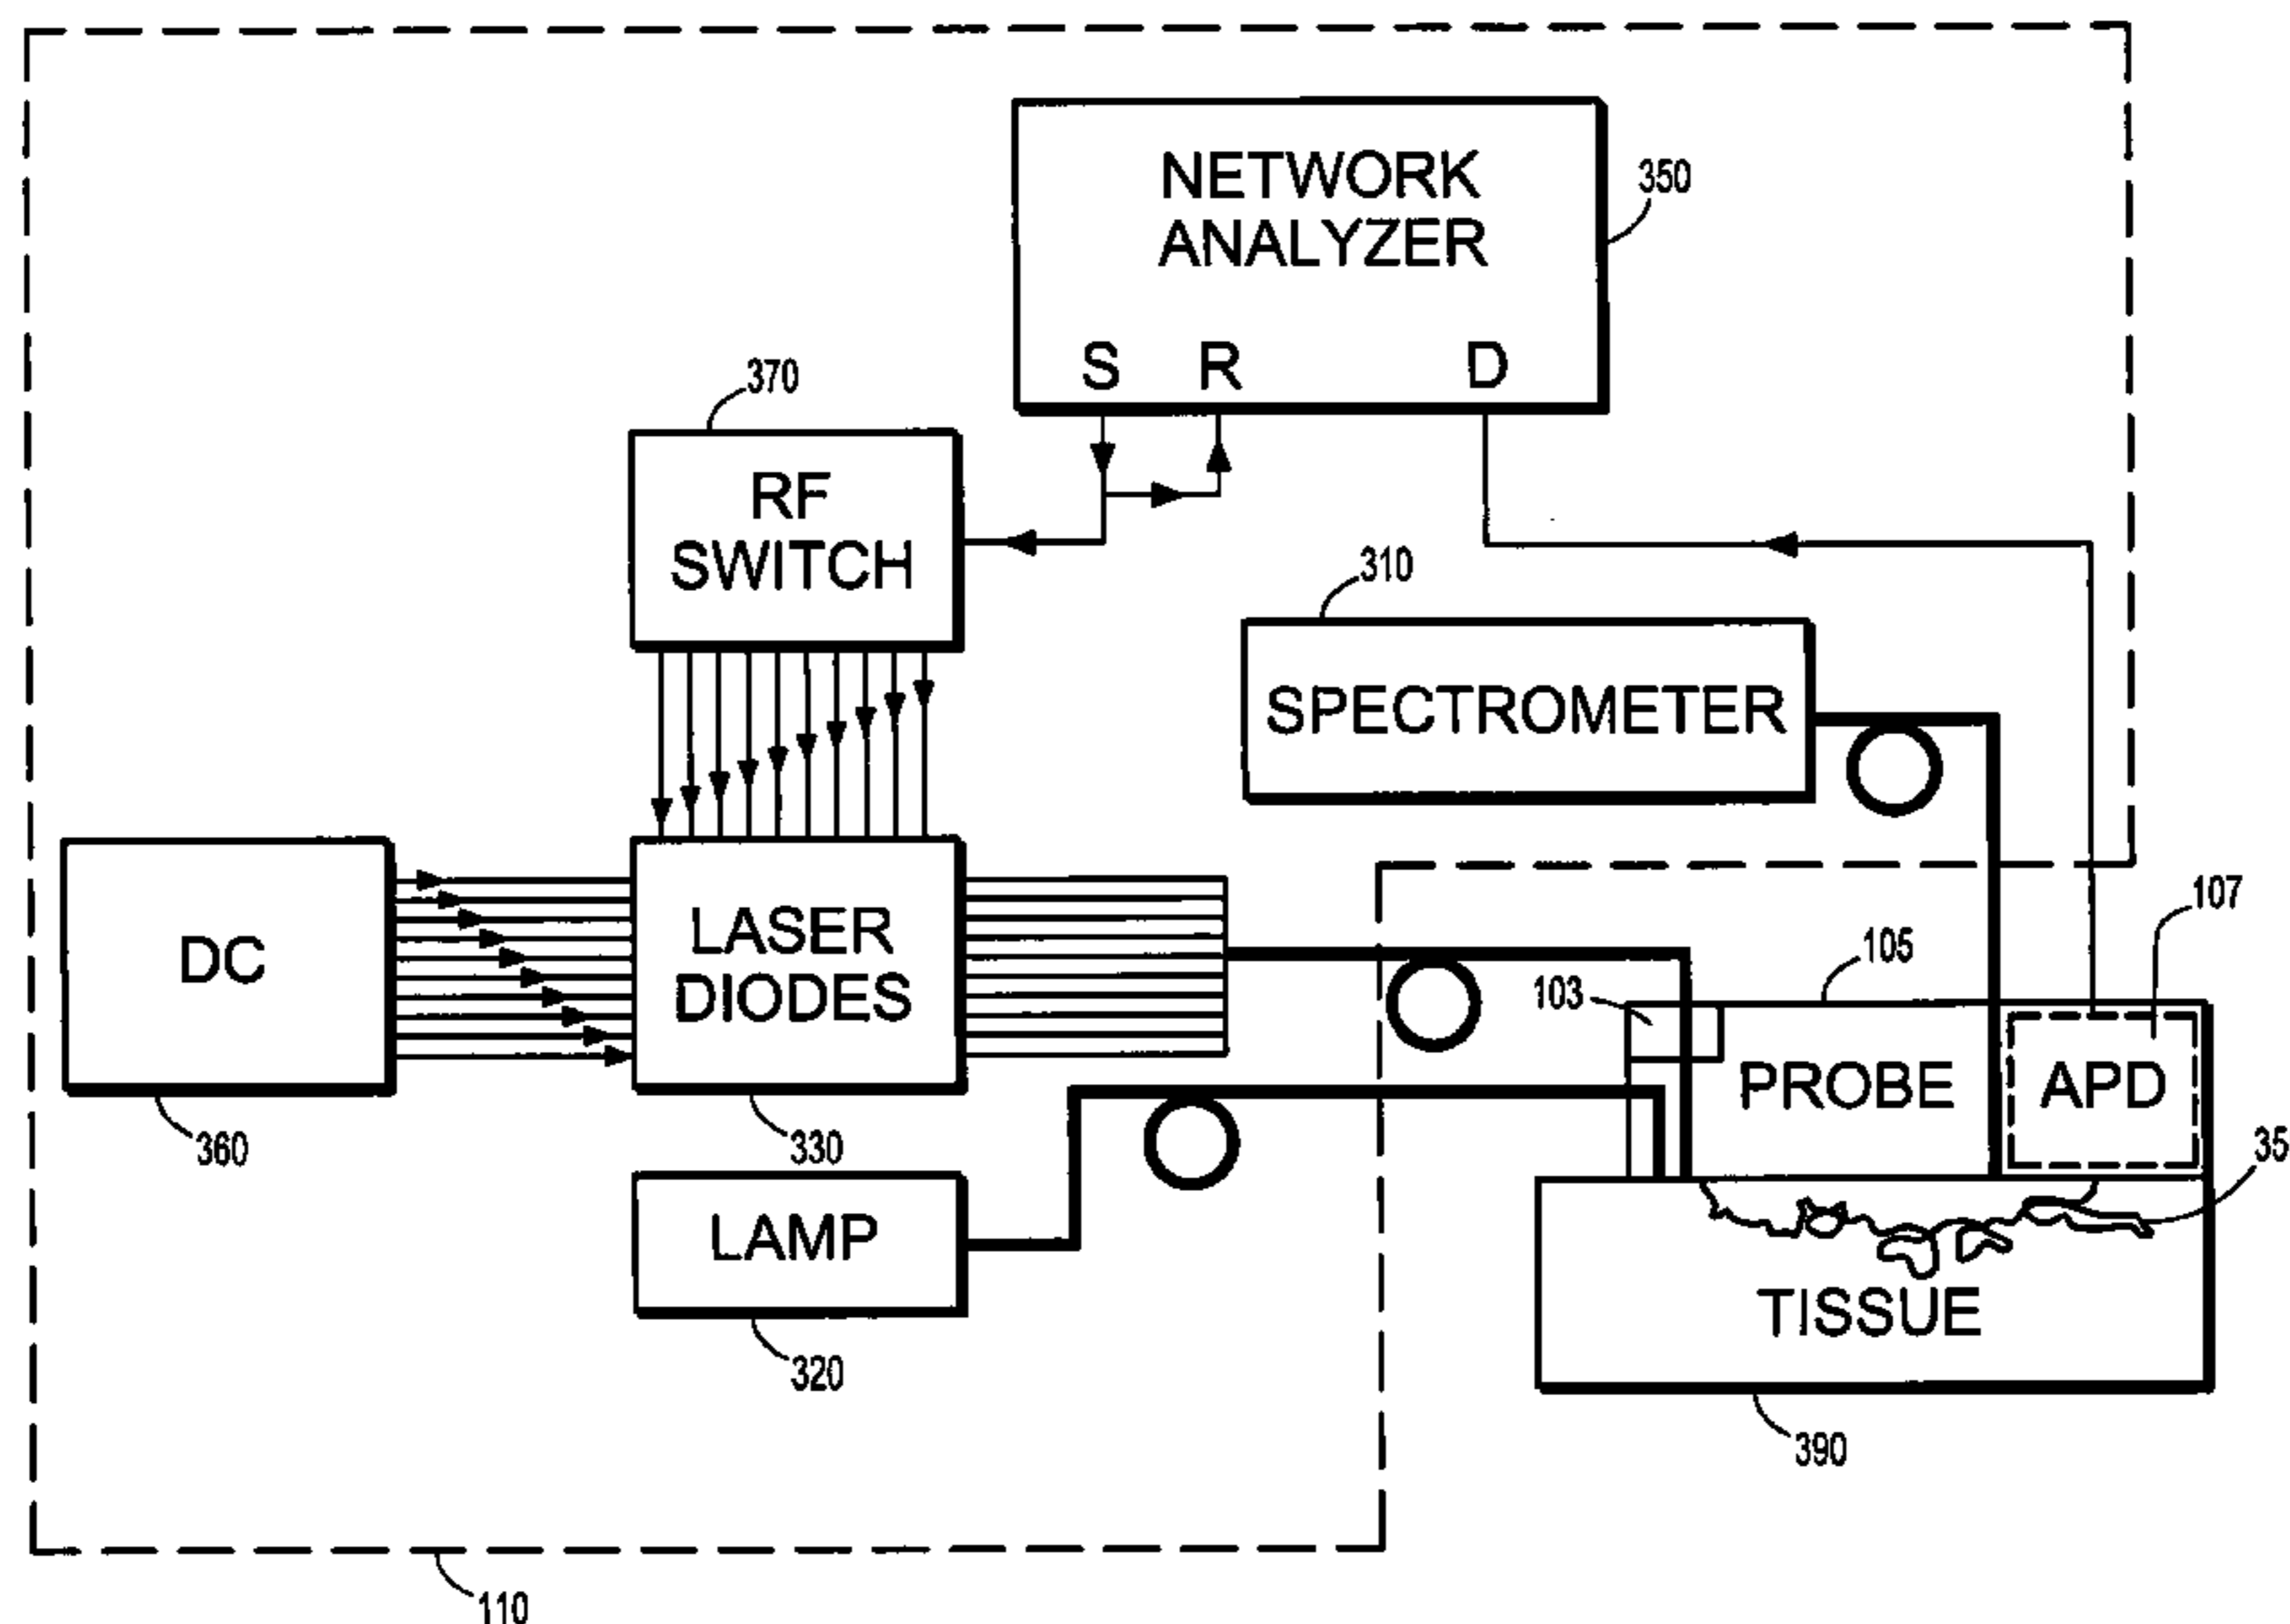 NETWORK
ANALYZER
350
S R D
370
RF
SWITCH
310
SPECTROMETER
DC
LASER
DIODES
107
105
103
PROBE
APD
360
330
35
LAMP
TISSUE
320
390
110